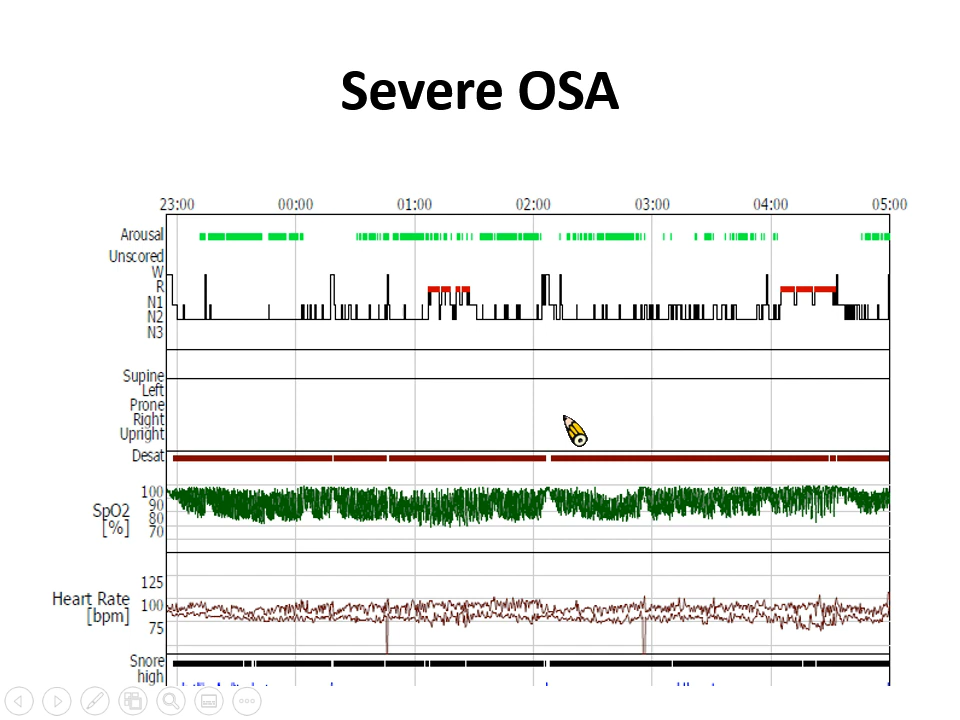 Severe OSA
23:00 00:00 01:00 02:00 03:00 04:00 05:00
Arousal
Unscored
W
R
N1
N2
N3
Supine
Left
Prone
Right
Upright
Desat
100
90
SpO2 80
[%] 70
125
Heart Rate 100
[bpm] 75
Snore
high